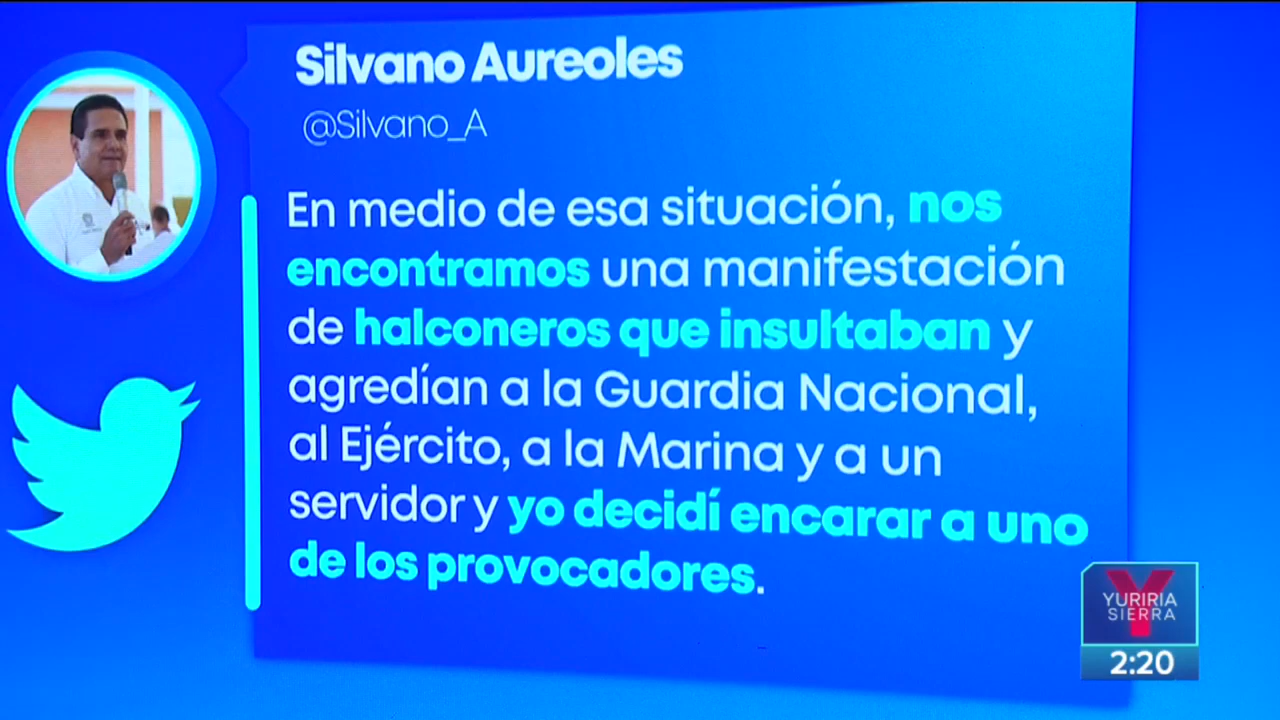 Silvano Aureoles
@Silvano_A
En medio de esa situación, nos
encontramos una manifestación
de halconeros que insultaban y
agredían a la Guardia Nacional,
al Ejército, a la Marina y a un
servidor y yo decidí encarar a uno
de los provocadores.
YURIRIA
SIERRA
2:20